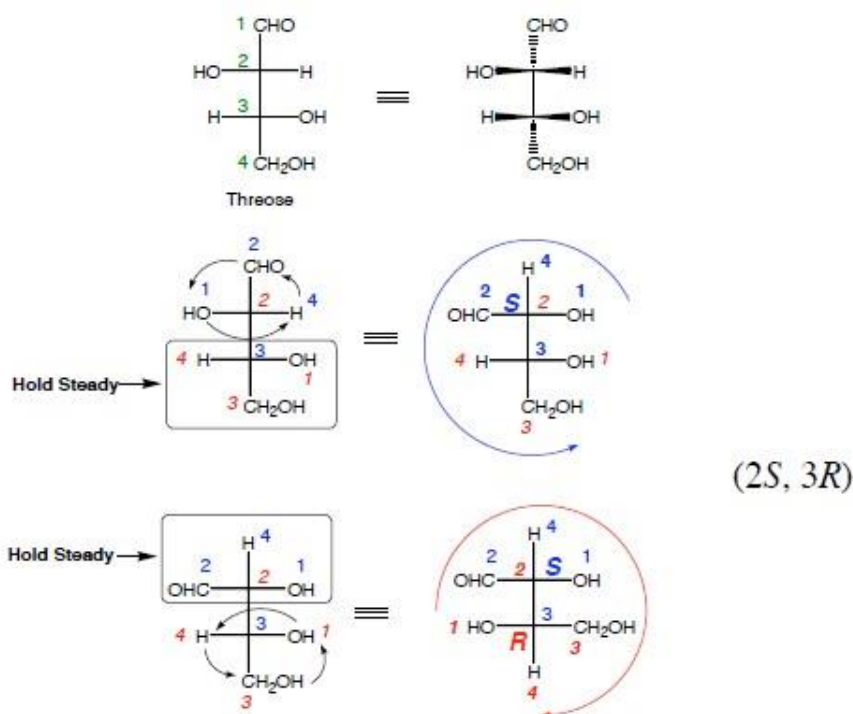 1 CHO CHO
HO 2 H HO H
H 3 OH H OH
4 CH2OH CH2OH
Threose
2 4
CHO H
1 4 2 S 1
HO 2 H OHC 2 OH
4 H 3 OH 4 H 3 OH 1
1
Hold Steady
3 CH2OH CH2OH
3
(2S, 3R)
Hold Steady
4 4
H H
2 1 2 S 1
OHC 2 OH OHC 2 OH
4 H 3 OH 1 1 HO 3 CH2OH
R 3
CH2OH H
3 4